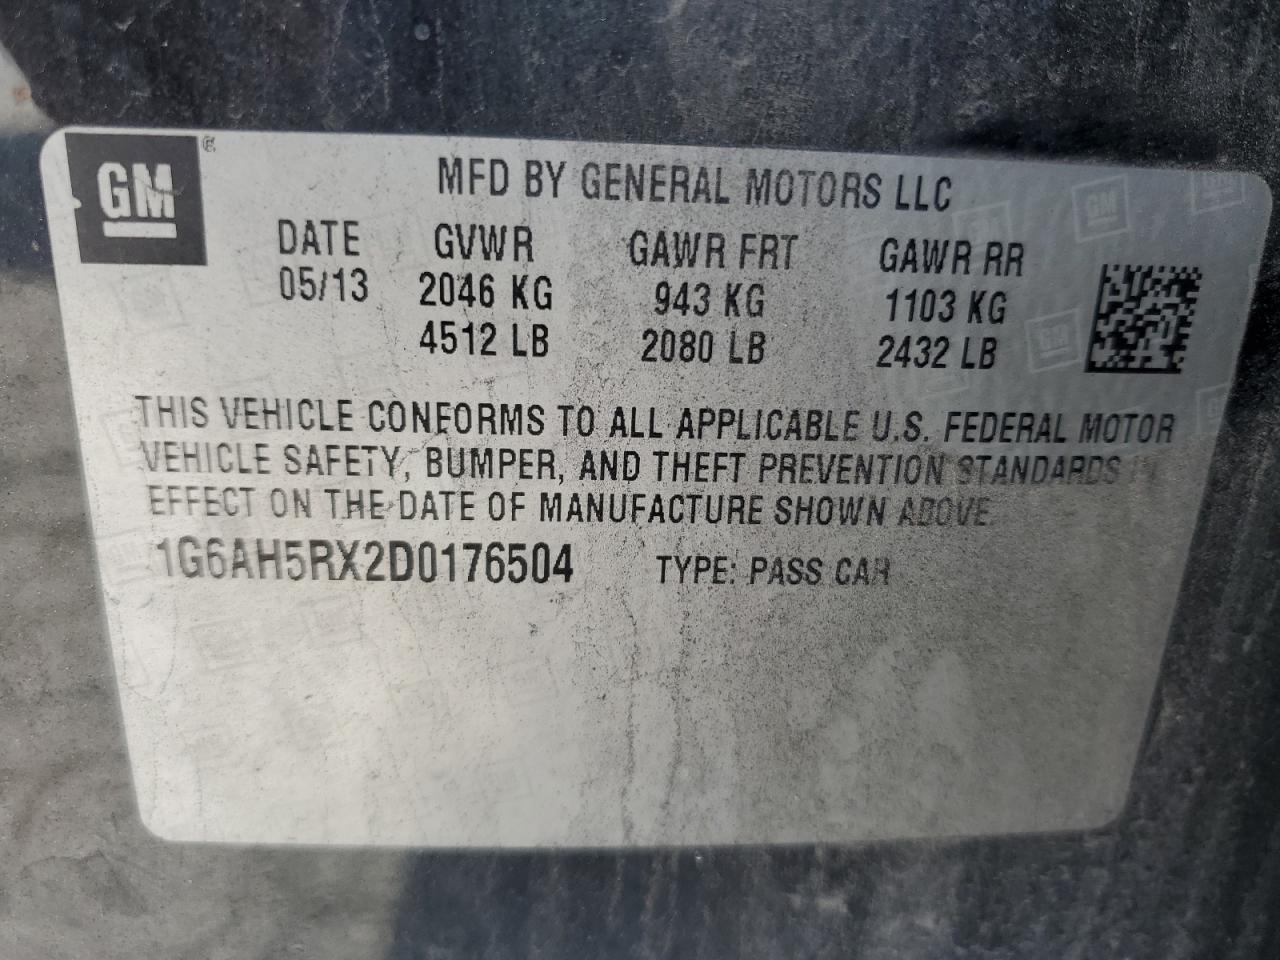 GM
MFD BY GENERAL MOTORS LLC
DATE GVWR GAWR FRT GAWR RR
05/13 2046 KG 943 KG 1103 KG
4512 LB 2080 LB 2432 LB
THIS VEHICLE CONFORMS TO ALL APPLICABLE U.S. FEDERAL MOTOR
VEHICLE SAFETY, BUMPER, AND THEFT PREVENTION STANDARDS IN
EFFECT ON THE DATE OF MANUFACTURE SHOWN ABOVE
1G6AH5RX2D0176504 TYPE: PASS CAR